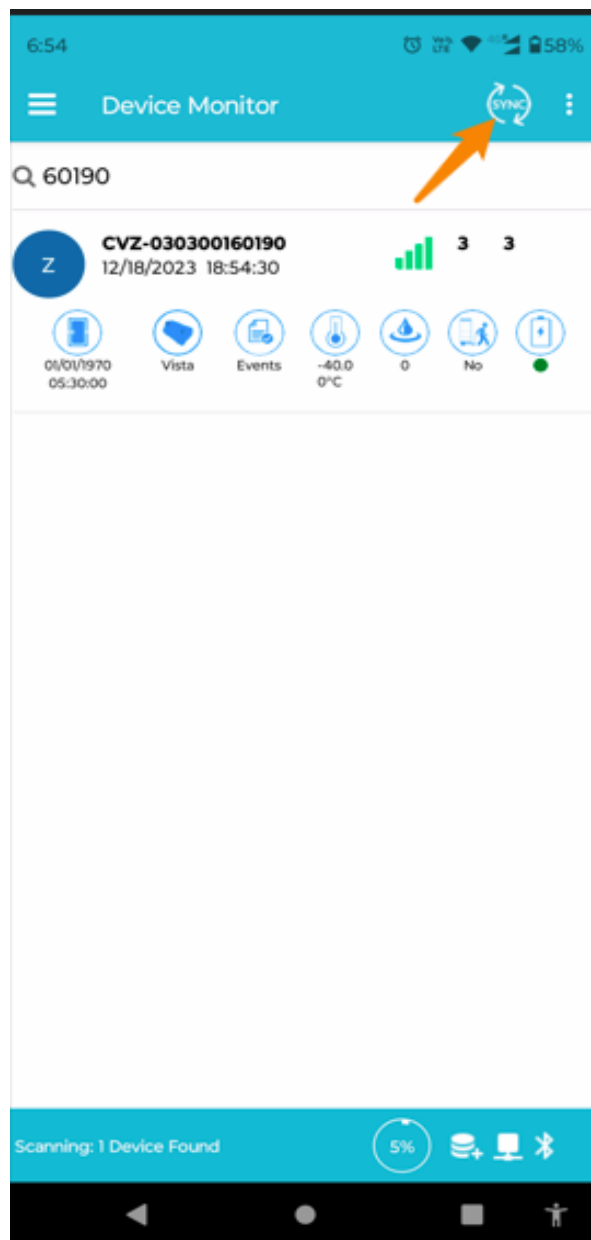 6:54
58%
Device Monitor
SYNC
60190
CVZ-030300160190
3 3
Z
12/18/2023 18:54:30
01/01/1970 Vista Events -40.0 0 No
05:30:00 0°C
Scanning: 1 Device Found
5%